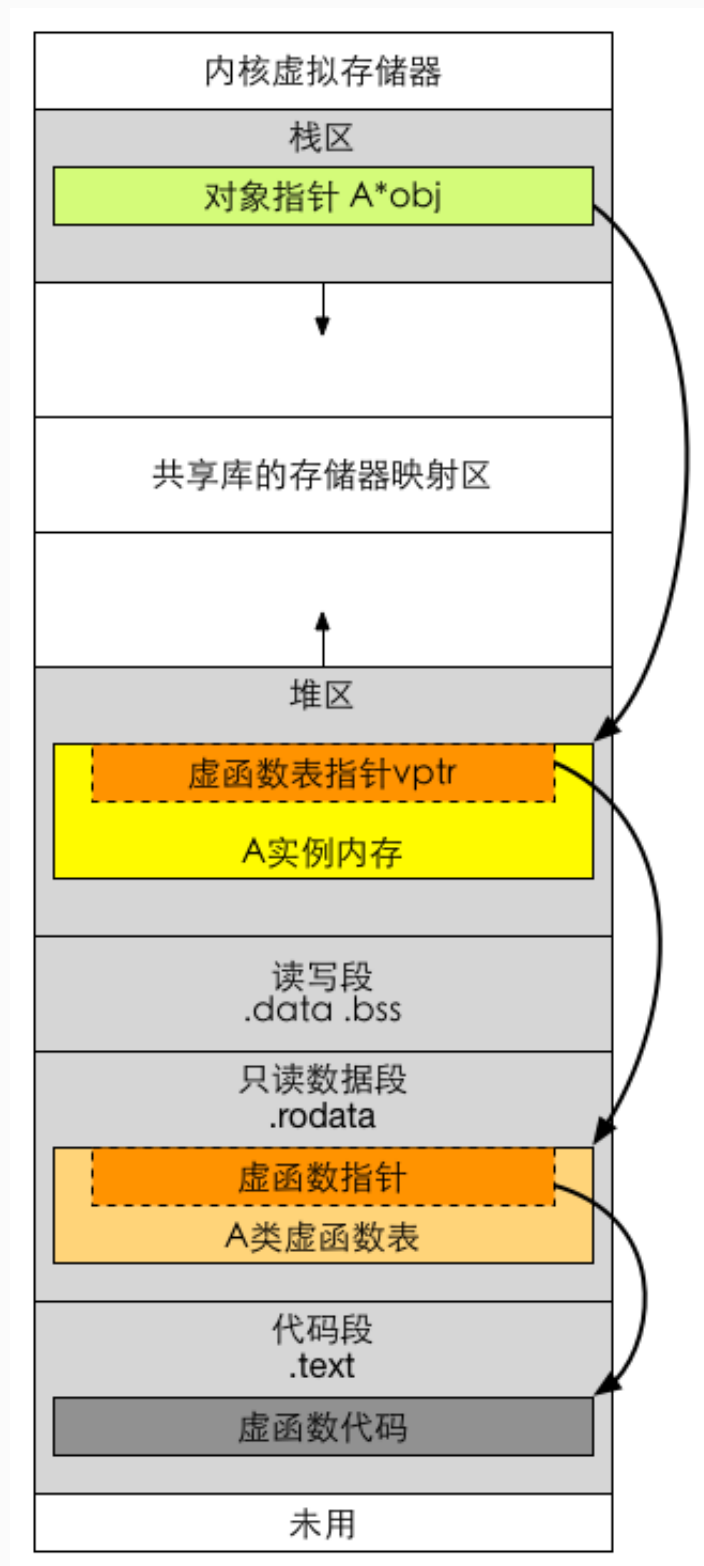 内核虚拟存储器
栈区
对象指针 A*obj
共享库的存储器映射区
堆区
虚函数表指针vptr
A实例内存
读写段
.data .bss
只读数据段
.rodata
虚函数指针
A类虚函数表
代码段
.text
虚函数代码
未用